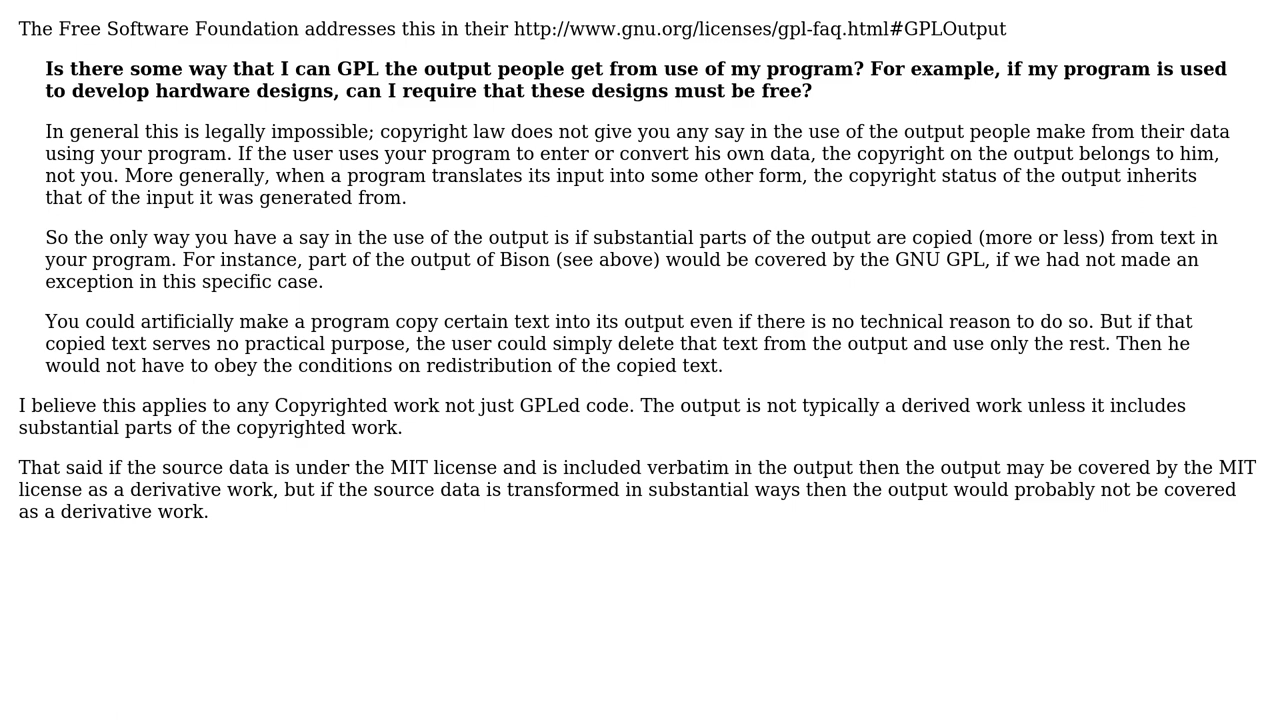 The Free Software Foundation addresses this in their http://www.gnu.org/licenses/gpl-faq.html#GPLOutput
Is there some way that I can GPL the output people get from use of my program? For example, if my program is used
to develop hardware designs, can I require that these designs must be free?
In general this is legally impossible; copyright law does not give you any say in the use of the output people make from their data
using your program. If the user uses your program to enter or convert his own data, the copyright on the output belongs to him,
not you. More generally, when a program translates its input into some other form, the copyright status of the output inherits
that of the input it was generated from.
So the only way you have a say in the use of the output is if substantial parts of the output are copied (more or less) from text in
your program. For instance, part of the output of Bison (see above) would be covered by the GNU GPL, if we had not made an
exception in this specific case.
You could artificially make a program copy certain text into its output even if there is no technical reason to do so. But if that
copied text serves no practical purpose, the user could simply delete that text from the output and use only the rest. Then he
would not have to obey the conditions on redistribution of the copied text.
I believe this applies to any Copyrighted work not just GPLed code. The output is not typically a derived work unless it includes
substantial parts of the copyrighted work.
That said if the source data is under the MIT license and is included verbatim in the output then the output may be covered by the MIT
license as a derivative work, but if the source data is transformed in substantial ways then the output would probably not be covered
as a derivative work.